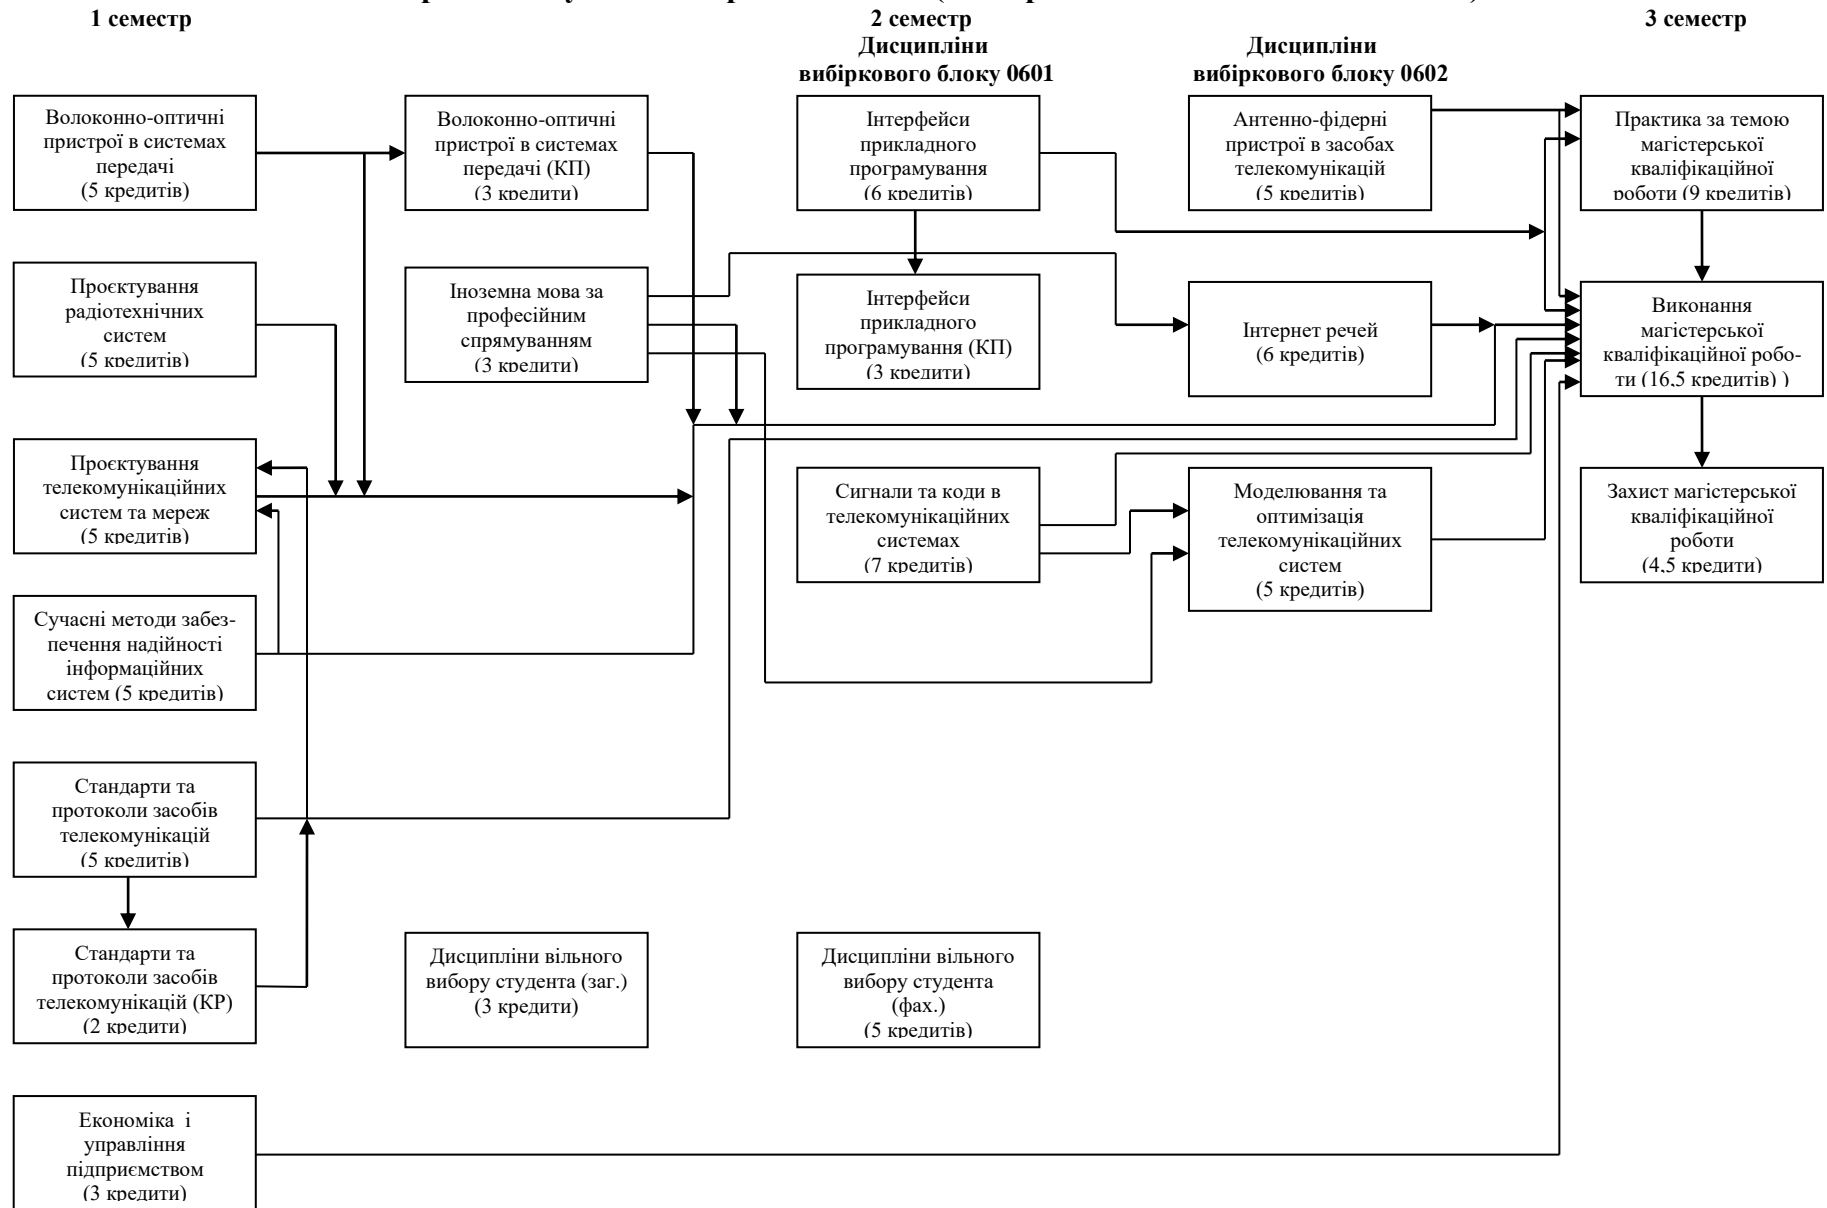 1 семестр
2 семестр
3 семестр
Дисципліни
вибіркового блоку 0601
Дисципліни
вибіркового блоку 0602
Волоконно-оптичні
пристрої в системах
передачі
(5 кредитів)
Волоконно-оптичні
пристрої в системах
передачі (КП)
(3 кредити)
Інтерфейси
прикладного
програмування
(6 кредитів)
Антенно-фідерні
пристрої в засобах
телекомунікацій
(5 кредитів)
Практика за темою
магістерської
кваліфікаційної
роботи (9 кредитів)
Проєктування
радіотехнічних
систем
(5 кредитів)
Іноземна мова за
професійним
спрямуванням
(3 кредити)
Інтерфейси
прикладного
програмування (КП)
(3 кредити)
Інтернет речей
(6 кредитів)
Виконання
магістерської
кваліфікаційної робо-
ти (16,5 кредитів) )
Проєктування
телекомунікаційних
систем та мереж
(5 кредитів)
Сигнали та коди в
телекомунікаційних
системах
(7 кредитів)
Моделювання та
оптимізація
телекомунікаційних
систем
(5 кредитів)
Захист магістерської
кваліфікаційної
роботи
(4,5 кредити)
Сучасні методи забез-
печення надійності
інформаційних
систем (5 кредитів)
Стандарти та
протоколи засобів
телекомунікацій
(5 кредитів)
Стандарти та
протоколи засобів
телекомунікацій (КР)
(2 кредити)
Дисципліни вільного
вибору студента (заг.)
(3 кредити)
Дисципліни вільного
вибору студента
(фах.)
(5 кредитів)
Економіка і
управління
підприємством
(3 кредити)